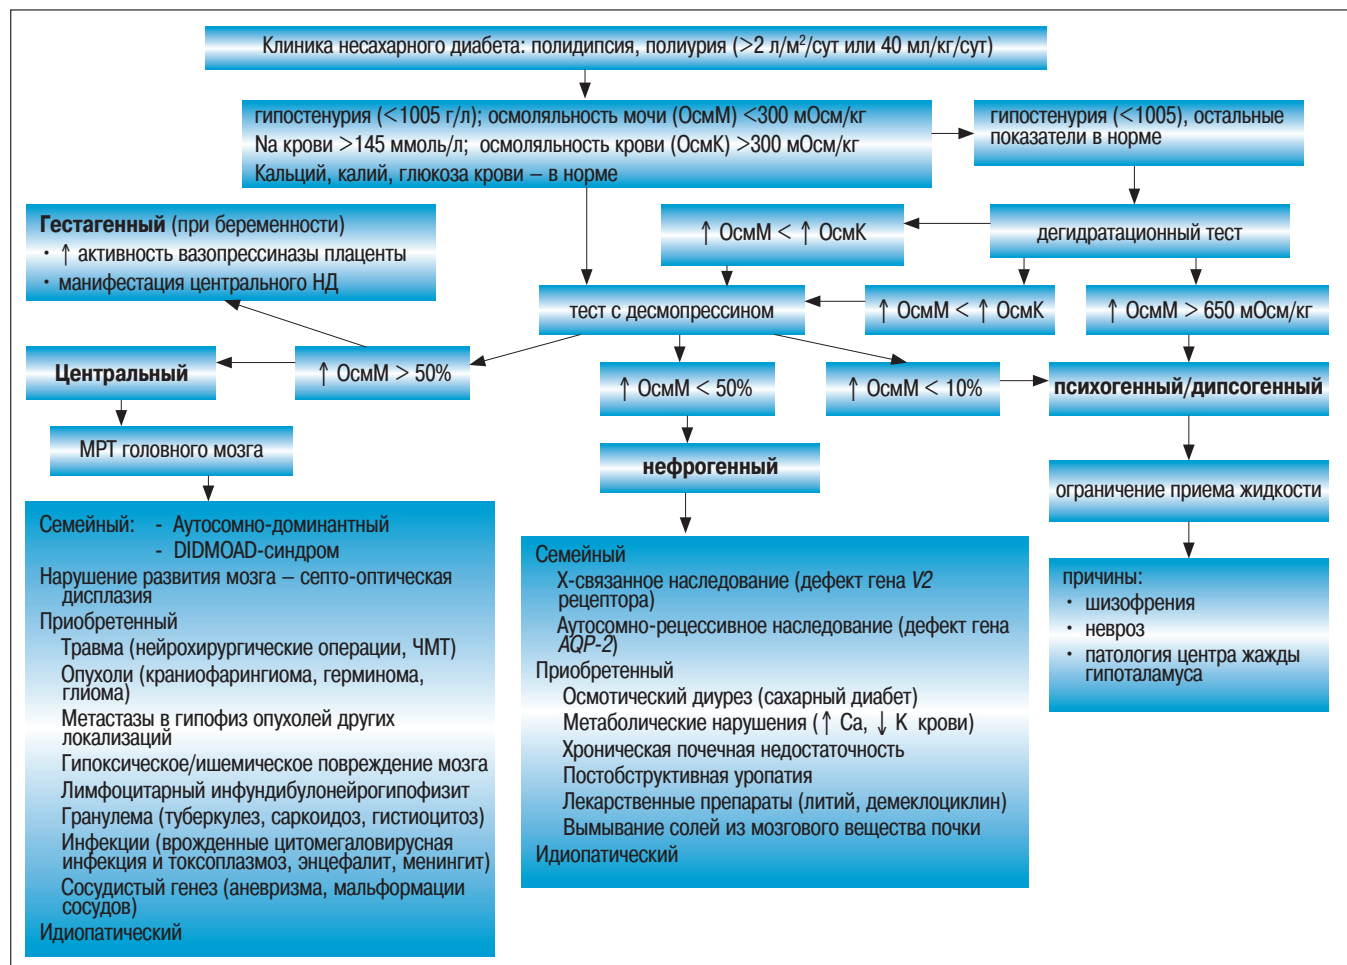 Клиника несахарного диабета: полидипсия, полиурия (>2 л/м²/сут или 40 мл/кг/сут)
гипостенурия (<1005 г/л); осмоляльность мочи (ОсмМ) <300 мОсм/кг
Na крови >145 ммоль/л; осмоляльность крови (ОсмК) >300 мОсм/кг
Кальций, калий, глюкоза крови – в норме
гипостенурия (<1005), остальные
показатели в норме
Гестагенный (при беременности)
· ↑ активность вазопрессиназы плаценты
· манифестация центрального НД
↑ ОсмМ < ↑ ОсмК
дегидратационный тест
тест с десмопрессином
↑ ОсмМ < ↑ ОсмК
↑ ОсмМ > 650 мОсм/кг
Центральный
↑ ОсмМ > 50%
↑ ОсмМ < 50%
↑ ОсмМ < 10%
психогенный/дипсогенный
МРТ головного мозга
нефрогенный
ограничение приема жидкости
Семейный: - Аутосомно-доминантный
- DIDMOAD-синдром
Нарушение развития мозга – септо-оптическая
дисплазия
Приобретенный
Травма (нейрохирургические операции, ЧМТ)
Опухоли (краниофарингиома, герминома,
глиома)
Метастазы в гипофиз опухолей других
локализаций
Гипоксическое/ишемическое повреждение мозга
Лимфоцитарный инфундибулонейрогипофизит
Гранулема (туберкулез, саркоидоз, гистиоцитоз)
Инфекции (врожденные цитомегаловирусная
инфекция и токсоплазмоз, энцефалит, менингит)
Сосудистый генез (аневризма, мальформации
сосудов)
Идиопатический
Семейный
Х-связанное наследование (дефект гена V2
рецептора)
Аутосомно-рецессивное наследование (дефект гена
AQP-2)
Приобретенный
Осмотический диурез (сахарный диабет)
Метаболические нарушения (↑ Ca, ↓ К крови)
Хроническая почечная недостаточность
Постобструктивная уропатия
Лекарственные препараты (литий, демеклоциклин)
Вымывание солей из мозгового вещества почки
Идиопатический
причины:
· шизофрения
· невроз
· патология центра жажды
гипоталамуса